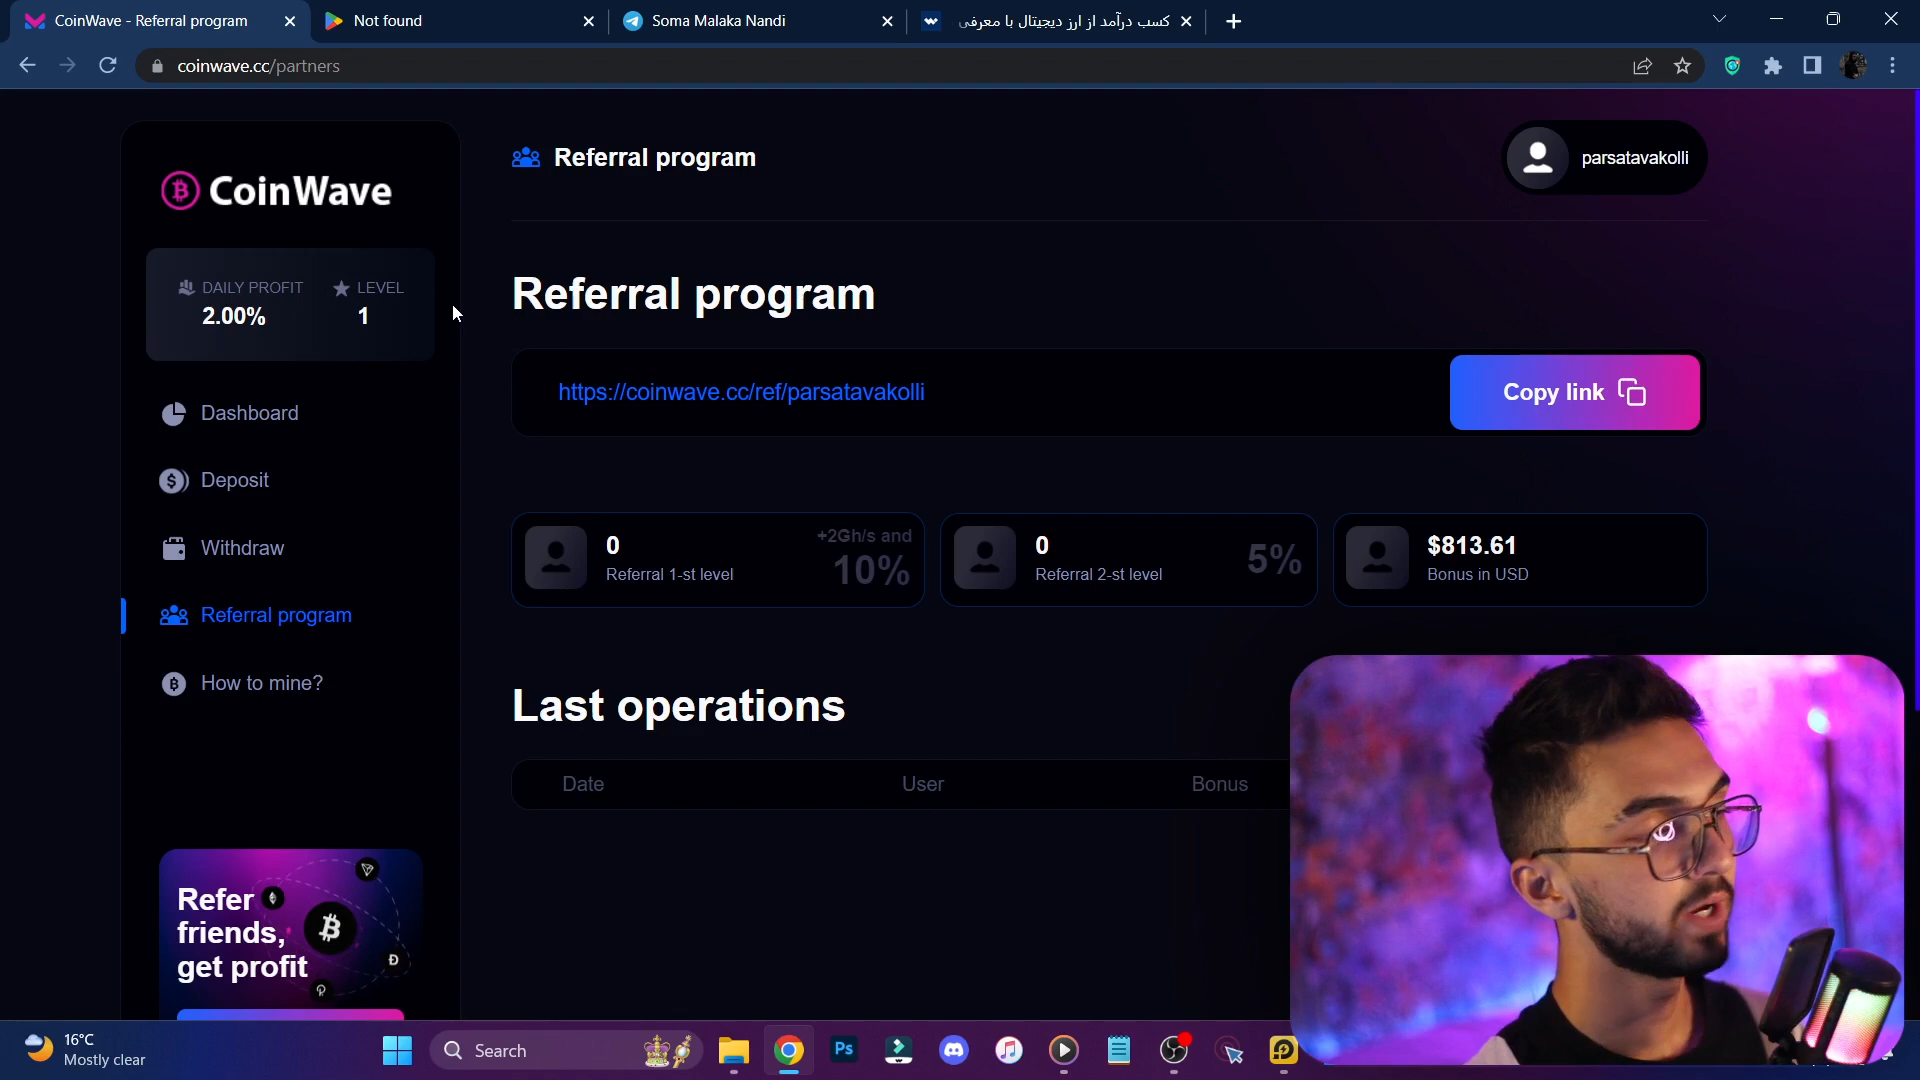 CoinWave - Referral program
Not found
Soma Malaka Nandi
کسب درآمد از ارز دیجیتال با معرفی
coinwave.cc/partners
CoinWave
DAILY PROFIT
2.00%
LEVEL
1
Dashboard
Deposit
Withdraw
Referral program
How to mine?
Refer
friends,
get profit
Referral program
parsatavakolli
Referral program
https://coinwave.cc/ref/parsatavakolli
Copy link
0
Referral 1-st level
+2Gh/s and
10%
0
Referral 2-st level
5%
$813.61
Bonus in USD
Last operations
Date
User
Bonus
16°C
Mostly clear
Search
Ps